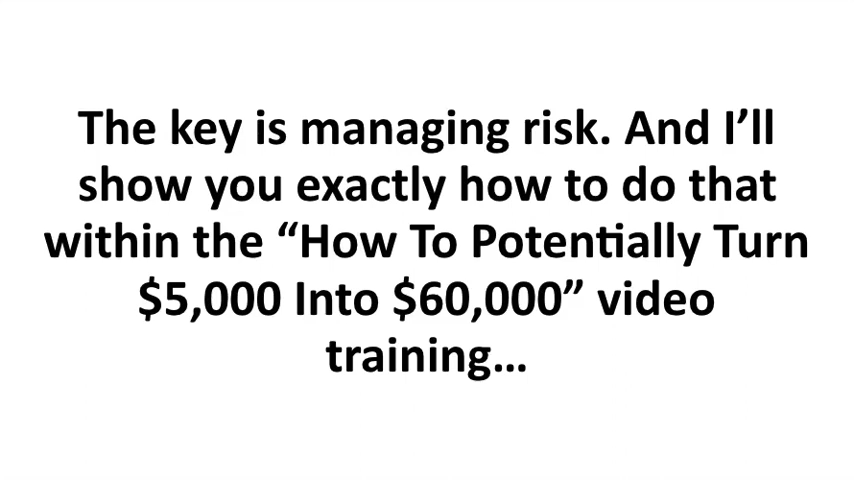 The key is managing risk. And I’ll
show you exactly how to do that
within the “How To Potentially Turn
$5,000 Into $60,000” video
training…